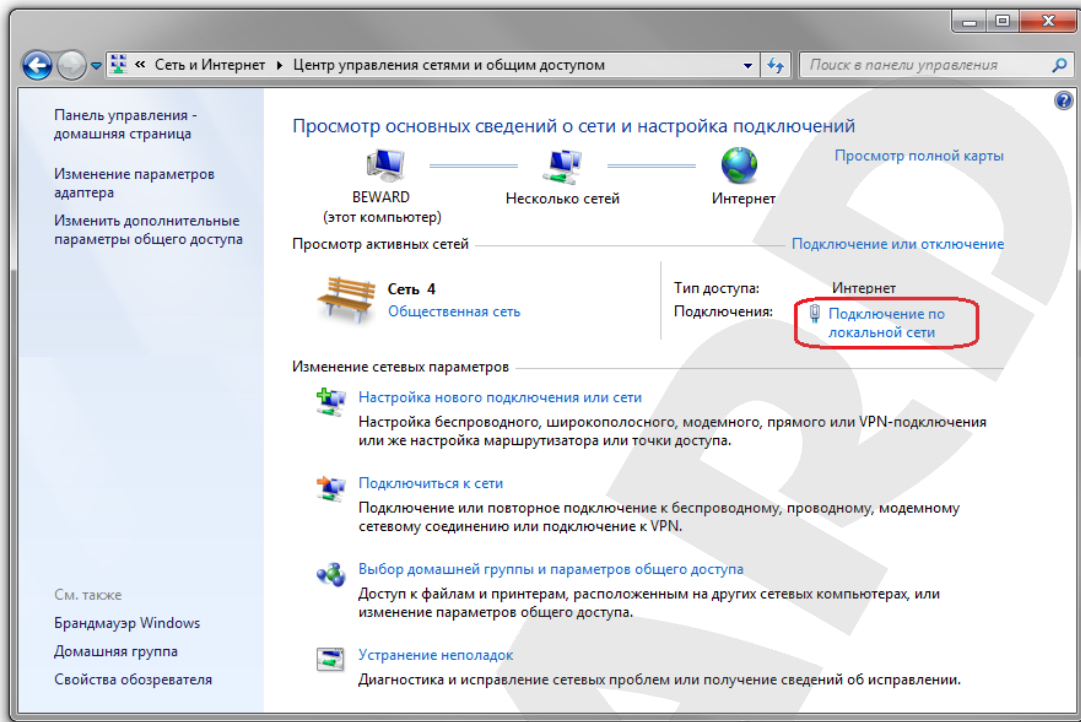 « Сеть и Интернет Центр управления сетями и общим доступом Поиск в панели управления
Панель управления -
домашняя страница
Изменение параметров
адаптера
Изменить дополнительные
параметры общего доступа
См. также
Брандмауэр Windows
Домашняя группа
Свойства обозревателя
Просмотр основных сведений о сети и настройка подключений
Просмотр полной карты
BEWARD
(этот компьютер)
Несколько сетей
Интернет
Просмотр активных сетей
Подключение или отключение
Сеть 4
Общественная сеть
Тип доступа: Интернет
Подключения: Подключение по
локальной сети
Изменение сетевых параметров
Настройка нового подключения или сети
Настройка беспроводного, широкополосного, модемного, прямого или VPN-подключения
или же настройка маршрутизатора или точки доступа.
Подключиться к сети
Подключение или повторное подключение к беспроводному, проводному, модемному
сетевому соединению или подключение к VPN.
Выбор домашней группы и параметров общего доступа
Доступ к файлам и принтерам, расположенным на других сетевых компьютерах, или
изменение параметров общего доступа.
Устранение неполадок
Диагностика и исправление сетевых проблем или получение сведений об исправлении.
ARD